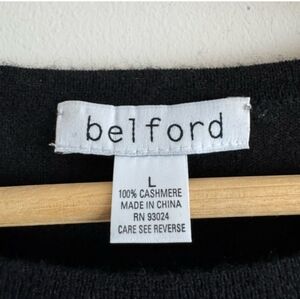 belford
L
100% CASHMERE
MADE IN CHINA
RN 93024
CARE SEE REVERSE